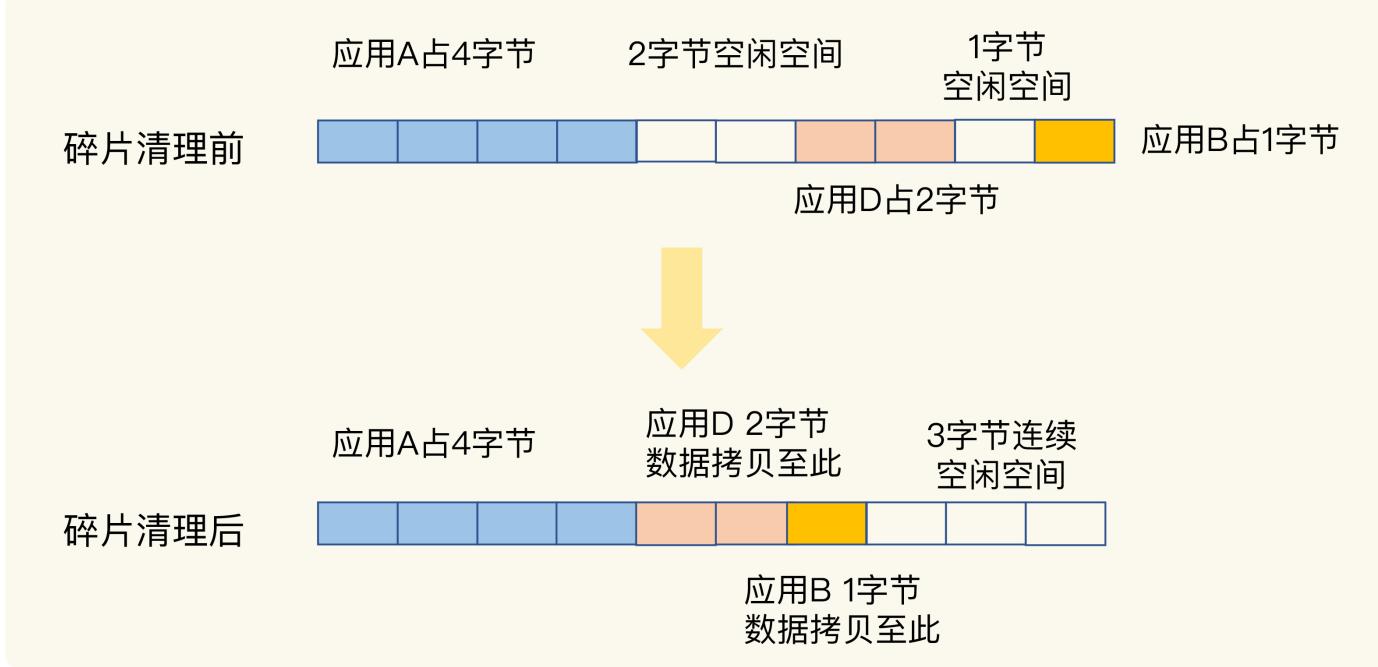 应用A占4字节
2字节空闲空间
1字节
空闲空间
碎片清理前
应用B占1字节
应用D占2字节
应用A占4字节
应用D 2字节
数据拷贝至此
3字节连续
空闲空间
碎片清理后
应用B 1字节
数据拷贝至此